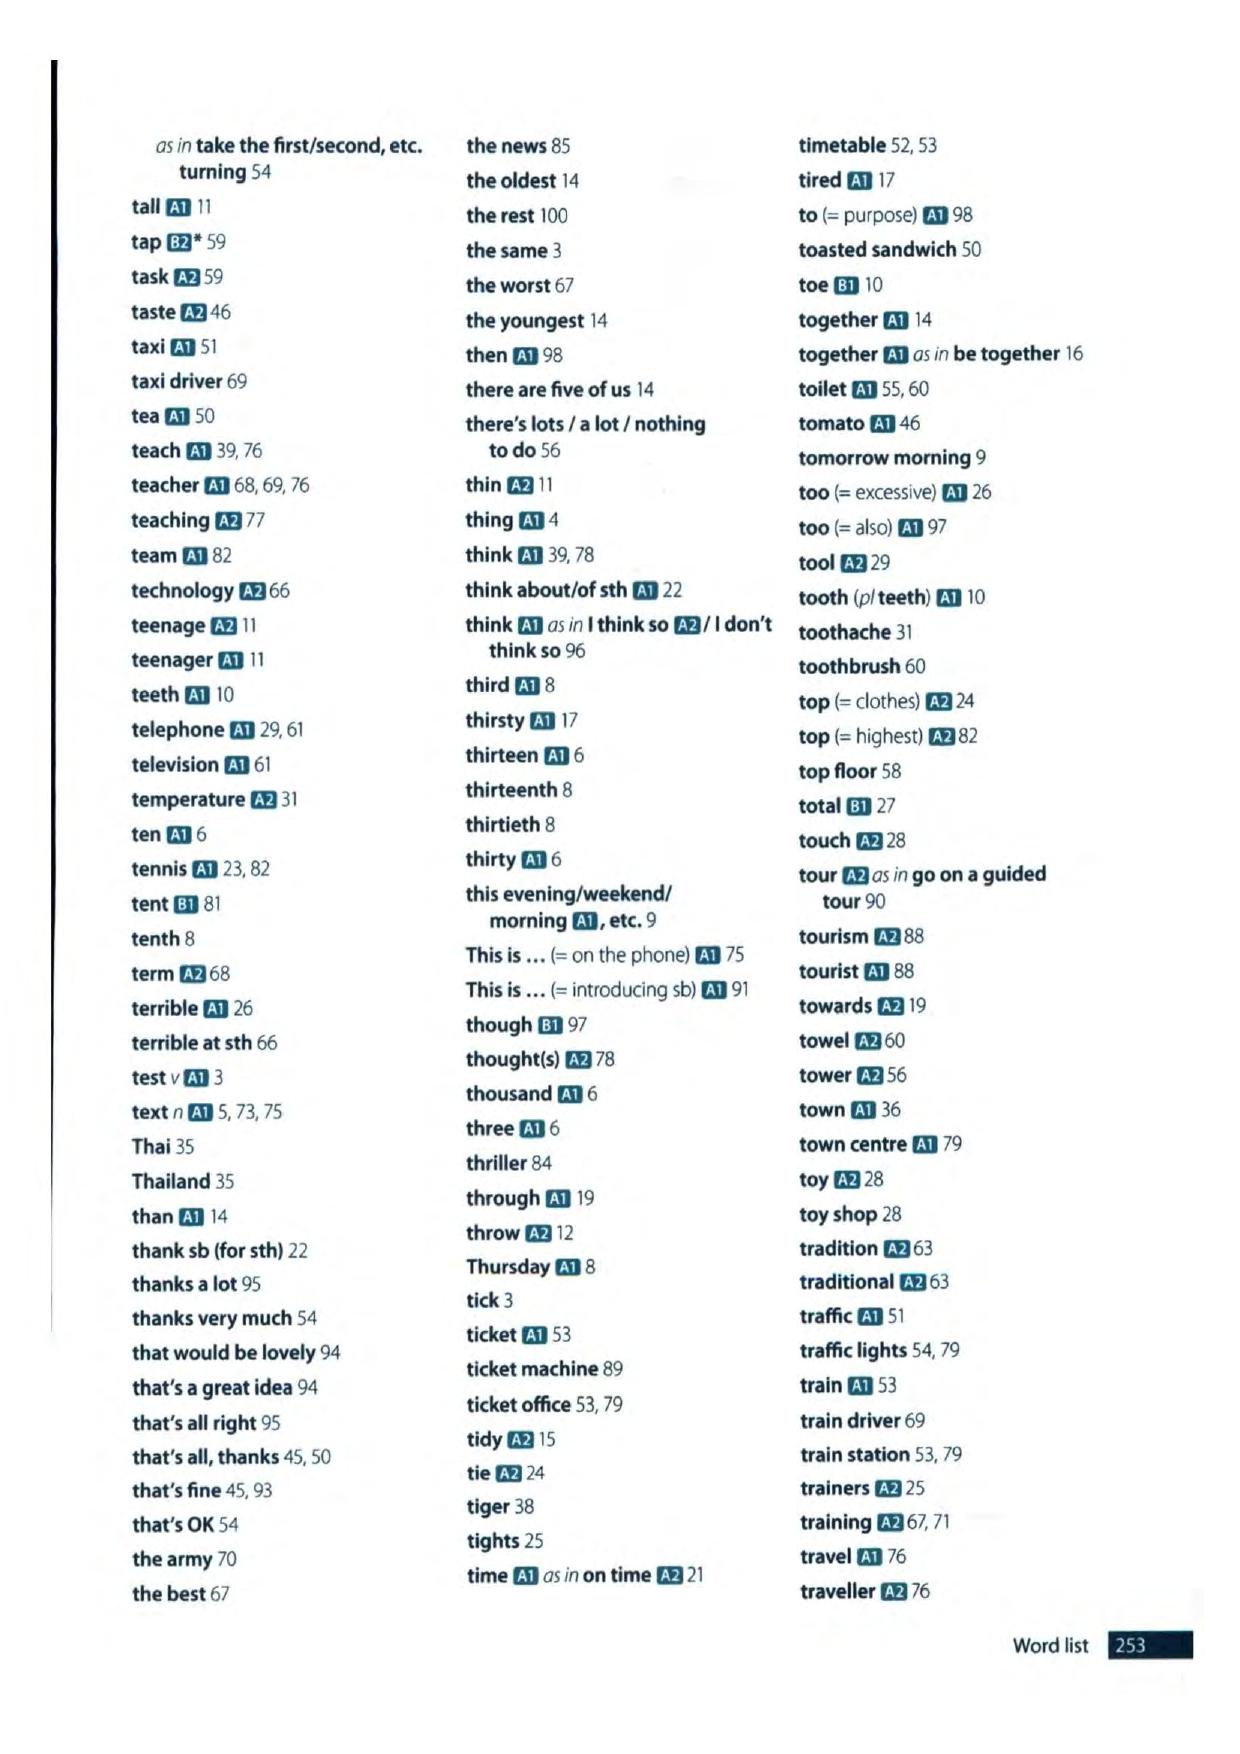 as in take the first/second, etc.
turning 54
tall A1 11
tap B2* 59
task A2 59
taste A2 46
taxi A1 51
taxi driver 69
tea A1 50
teach A1 39, 76
teacher A1 68, 69, 76
teaching A2 77
team A1 82
technology A2 66
teenage A2 11
teenager A1 11
teeth A1 10
telephone A1 29, 61
television A1 61
temperature A2 31
ten A1 6
tennis A1 23, 82
tent B1 81
tenth 8
term A2 68
terrible A1 26
terrible at sth 66
test v A1 3
text n A1 5, 73, 75
Thai 35
Thailand 35
than A1 14
thank sb (for sth) 22
thanks a lot 95
thanks very much 54
that would be lovely 94
that's a great idea 94
that's all right 95
that's all, thanks 45, 50
that's fine 45, 93
that's OK 54
the army 70
the best 67
the news 85
the oldest 14
the rest 100
the same 3
the worst 67
the youngest 14
then A1 98
there are five of us 14
there's lots / a lot / nothing
to do 56
thin A2 11
thing A1 4
think A1 39, 78
think about/of sth A1 22
think A1 as in I think so A2 / I don't
think so 96
third A1 8
thirsty A1 17
thirteen A1 6
thirteenth 8
thirtieth 8
thirty A1 6
this evening/weekend/
morning A1, etc. 9
This is ... (= on the phone) A1 75
This is ... (= introducing sb) A1 91
though B1 97
thought(s) A2 78
thousand A1 6
three A1 6
thriller 84
through A1 19
throw A2 12
Thursday A1 8
tick 3
ticket A1 53
ticket machine 89
ticket office 53, 79
tidy A2 15
tie A2 24
tiger 38
tights 25
time A1 as in on time A2 21
timetable 52, 53
tired A1 17
to (= purpose) A1 98
toasted sandwich 50
toe B1 10
together A1 14
together A1 as in be together 16
toilet A1 55, 60
tomato A1 46
tomorrow morning 9
too (= excessive) A1 26
too (= also) A1 97
tool A2 29
tooth (pl teeth) A1 10
toothache 31
toothbrush 60
top (= clothes) A2 24
top (= highest) A2 82
top floor 58
total B1 27
touch A2 28
tour A2 as in go on a guided
tour 90
tourism A2 88
tourist A1 88
towards A2 19
towel A2 60
tower A2 56
town A1 36
town centre A1 79
toy A2 28
toy shop 28
tradition A2 63
traditional A2 63
traffic A1 51
traffic lights 54, 79
train A1 53
train driver 69
train station 53, 79
trainers A2 25
training A2 67, 71
travel A1 76
traveller A2 76
Word list 253